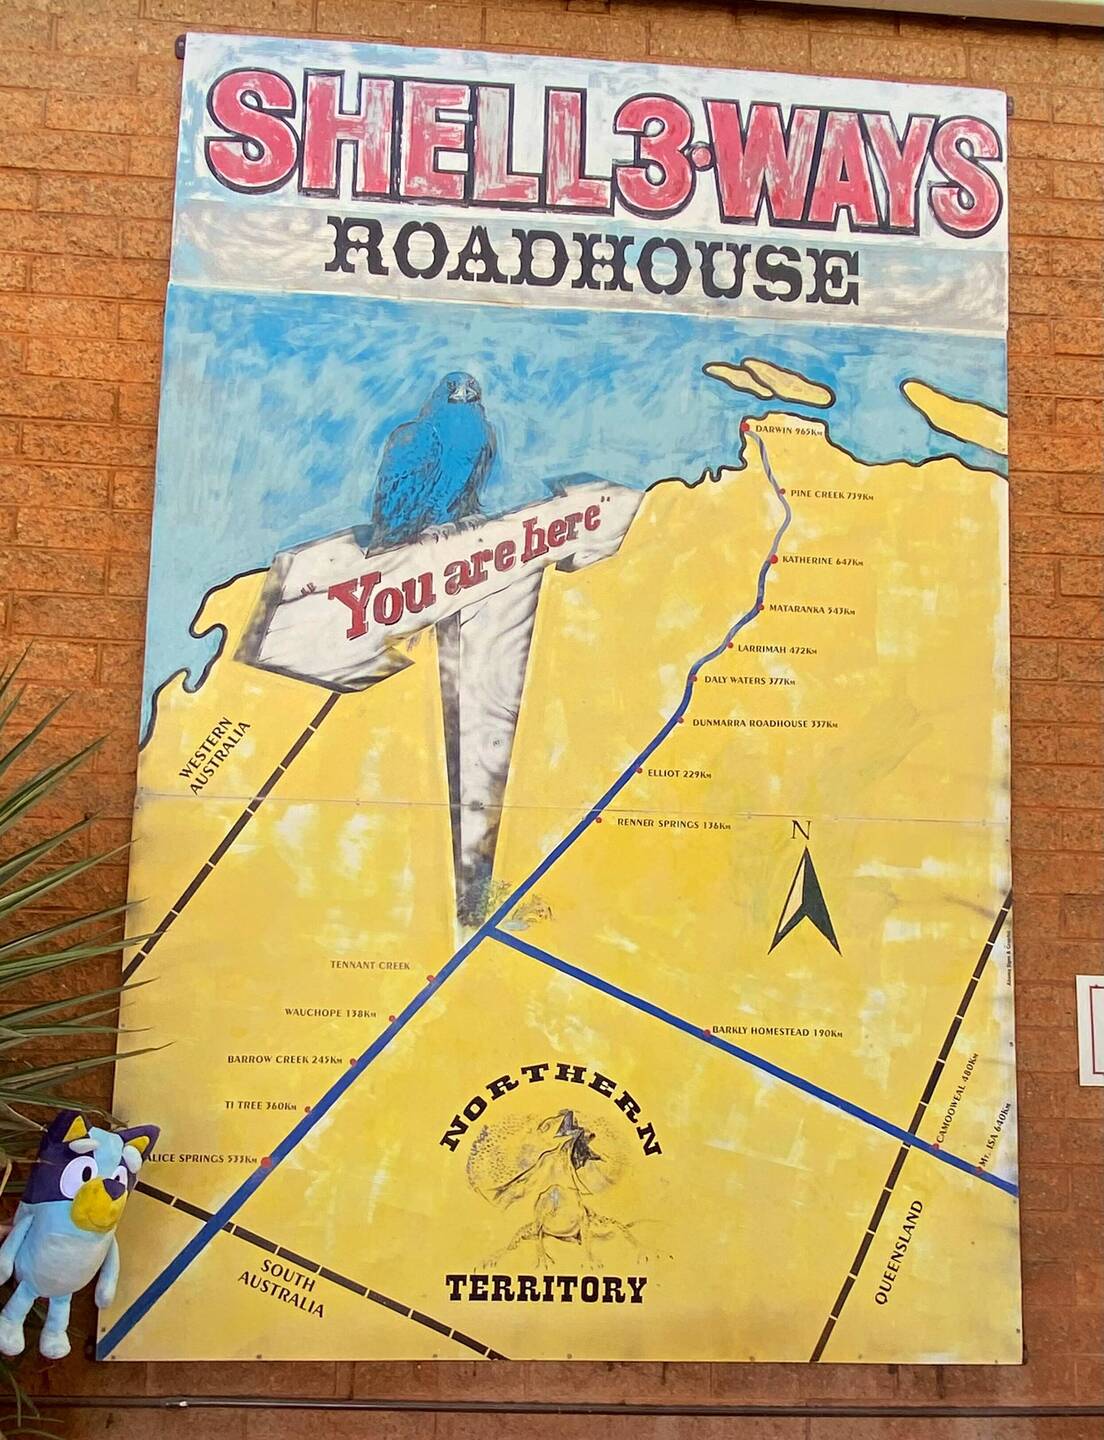 SHELL 3·WAYS
ROADHOUSE
"You are here"
DARWIN 965KM
PINE CREEK 739KM
KATHERINE 647KM
MATARANKA 543KM
LARRIMAH 472KM
DALY WATERS 377KM
DUNMARRA ROADHOUSE 337KM
ELLIOT 229KM
RENNER SPRINGS 136KM
WESTERN
AUSTRALIA
N
TENNANT CREEK
WAUCHOPE 138KM
BARROW CREEK 245KM
TI TREE 360KM
ALICE SPRINGS 533KM
BARKLY HOMESTEAD 190KM
CAMOOWEAL 480KM
MT. ISA 640KM
NORTHERN
TERRITORY
SOUTH
AUSTRALIA
QUEENSLAND